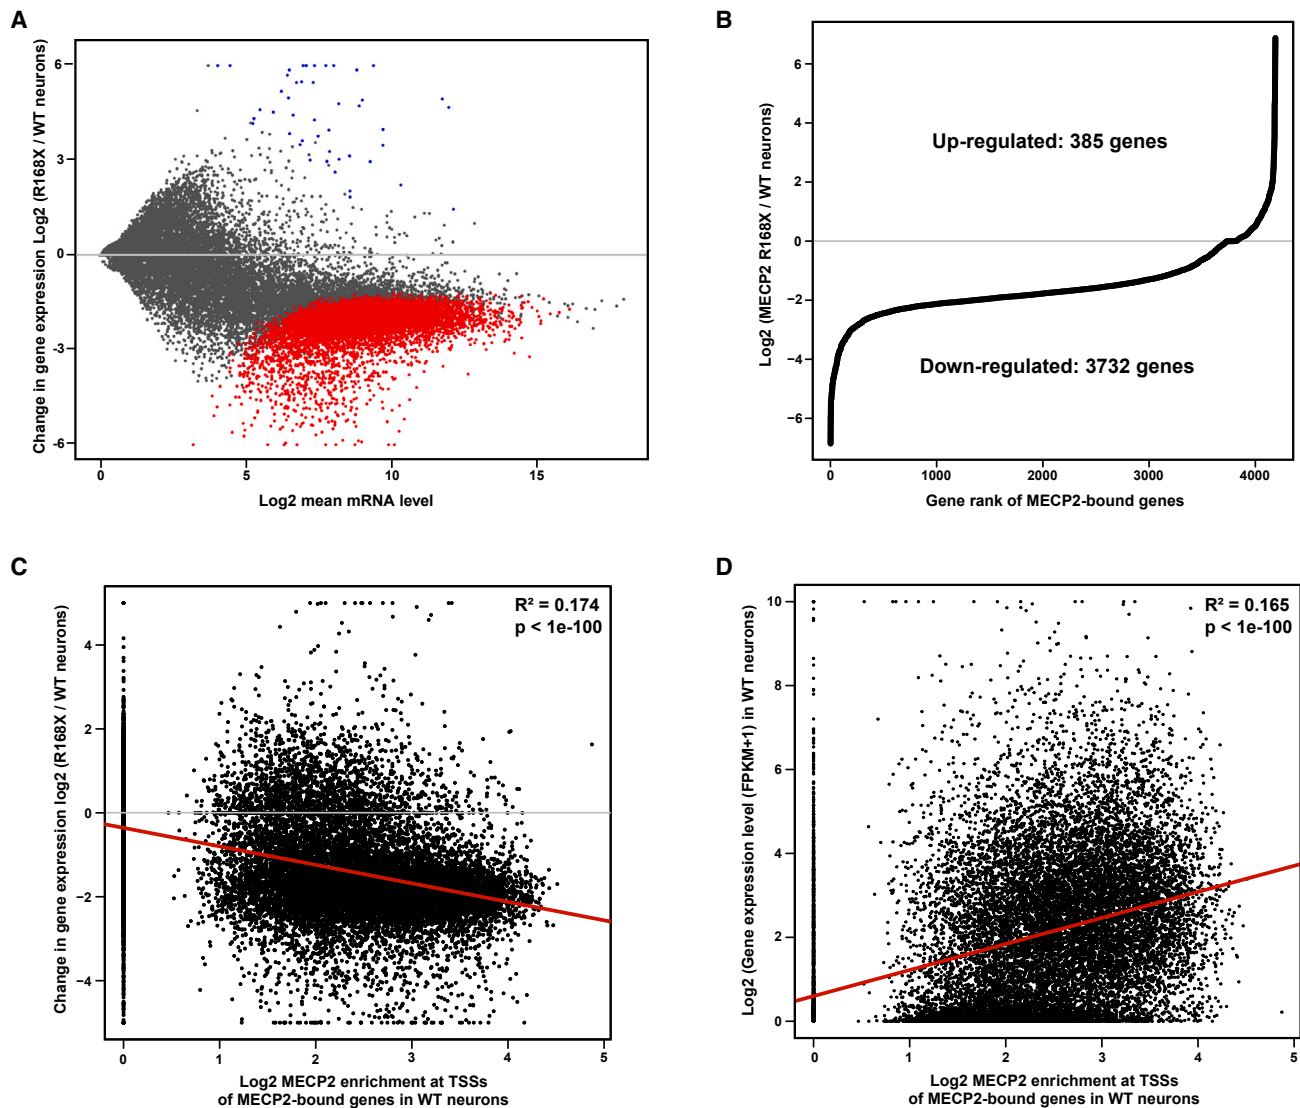 A
Change in gene expression Log2 (R168X / WT neurons)
6
3
0
-3
-6
0
5
10
15
Log2 mean mRNA level
B
Log2 (MECP2 R168X / WT neurons)
6
4
2
0
−2
−4
−6
Up-regulated: 385 genes
Down-regulated: 3732 genes
0
1000
2000
3000
4000
Gene rank of MECP2-bound genes
C
Change in gene expression log2 (R168X / WT neurons)
4
2
0
−2
−4
R² = 0.174
p < 1e-100
0
1
2
3
4
5
Log2 MECP2 enrichment at TSSs
of MECP2-bound genes in WT neurons
D
Log2 (Gene expression level (FPKM+1) in WT neurons)
10
8
6
4
2
0
R² = 0.165
p < 1e-100
0
1
2
3
4
5
Log2 MECP2 enrichment at TSSs
of MECP2-bound genes in WT neurons